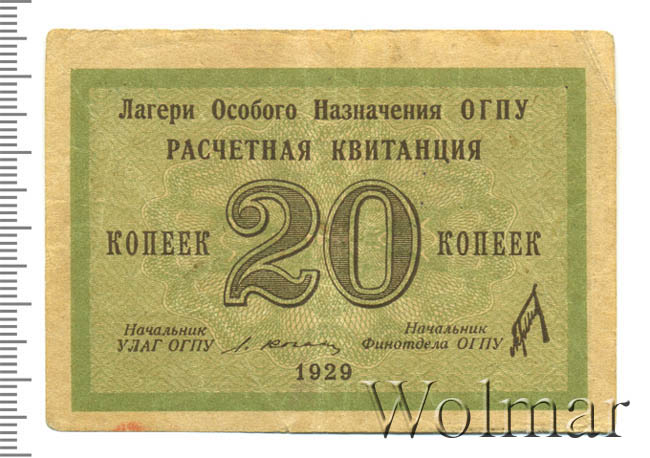 Лагери Особого Назначения ОГПУ
РАСЧЕТНАЯ КВИТАНЦИЯ
КОПЕЕК 20 КОПЕЕК
Начальник
УЛАГ ОГПУ
Начальник
Финотдела ОГПУ
1929
Wolmar